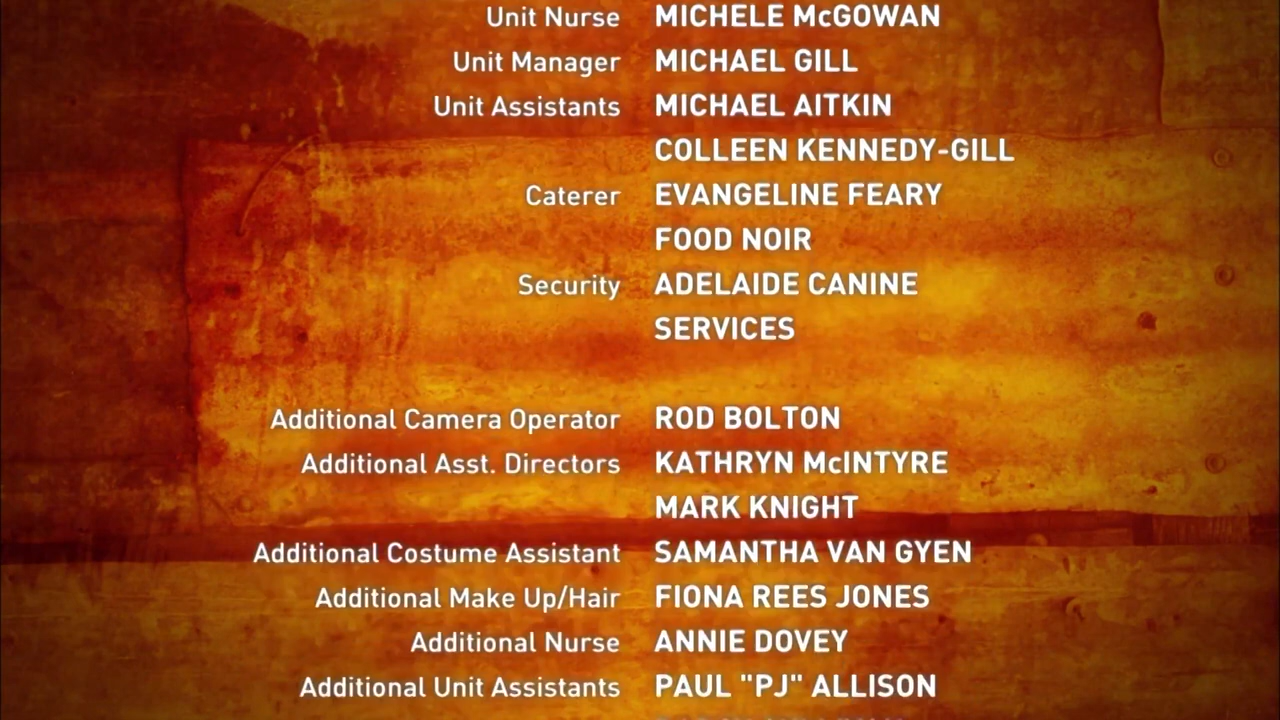 Unit Nurse MICHELE McGOWAN
Unit Manager MICHAEL GILL
Unit Assistants MICHAEL AITKIN
COLLEEN KENNEDY-GILL
Caterer EVANGELINE FEARY
FOOD NOIR
Security ADELAIDE CANINE
SERVICES
Additional Camera Operator ROD BOLTON
Additional Asst. Directors KATHRYN McINTYRE
MARK KNIGHT
Additional Costume Assistant SAMANTHA VAN GYEN
Additional Make Up/Hair FIONA REES JONES
Additional Nurse ANNIE DOVEY
Additional Unit Assistants PAUL "PJ" ALLISON